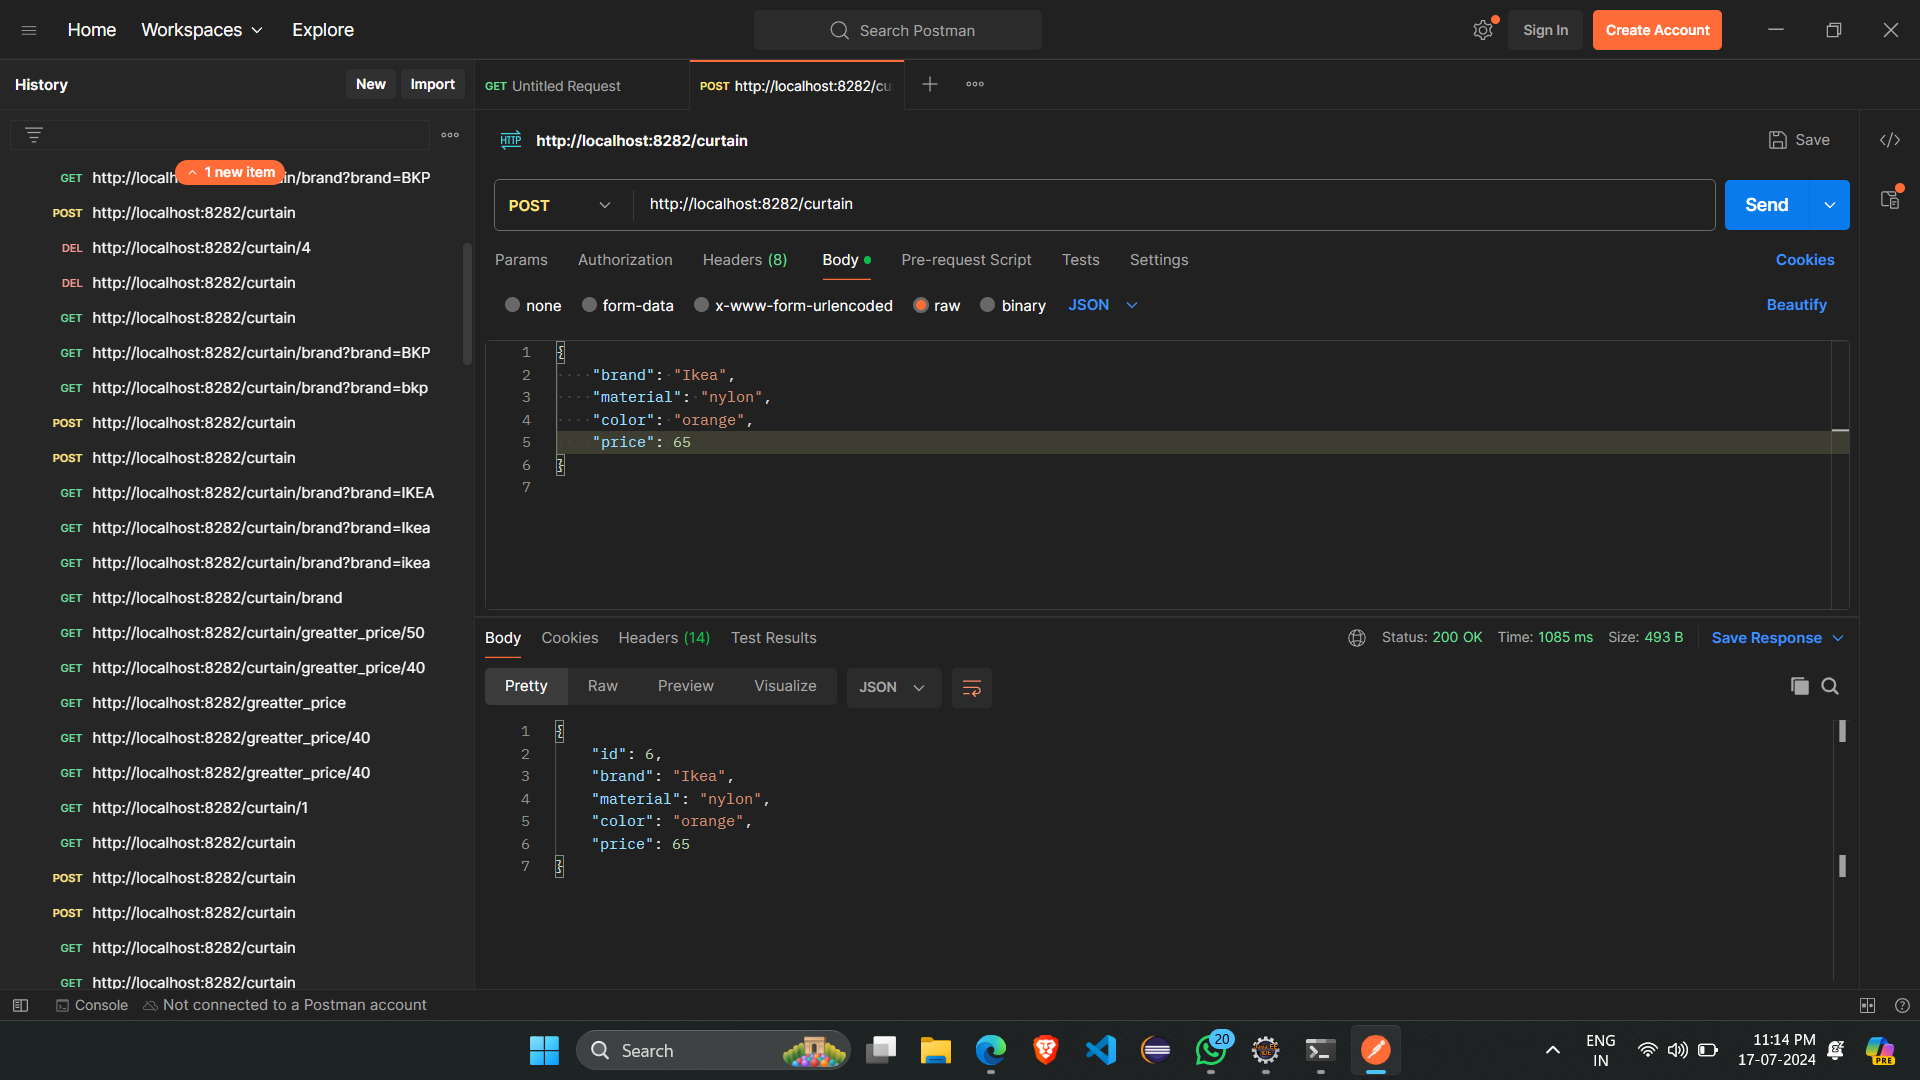 Home Workspaces Explore
Search Postman
Sign In Create Account
History New Import
GET Untitled Request
POST http://localhost:8282/cu
http://localhost:8282/curtain
Save
1 new item
GET http://localh in/brand?brand=BKP
POST http://localhost:8282/curtain
DEL http://localhost:8282/curtain/4
DEL http://localhost:8282/curtain
GET http://localhost:8282/curtain
GET http://localhost:8282/curtain/brand?brand=BKP
GET http://localhost:8282/curtain/brand?brand=bkp
POST http://localhost:8282/curtain
POST http://localhost:8282/curtain
GET http://localhost:8282/curtain/brand?brand=IKEA
GET http://localhost:8282/curtain/brand?brand=Ikea
GET http://localhost:8282/curtain/brand?brand=ikea
GET http://localhost:8282/curtain/brand
GET http://localhost:8282/curtain/greatter_price/50
GET http://localhost:8282/curtain/greatter_price/40
GET http://localhost:8282/greatter_price
GET http://localhost:8282/greatter_price/40
GET http://localhost:8282/greatter_price/40
GET http://localhost:8282/curtain/1
GET http://localhost:8282/curtain
POST http://localhost:8282/curtain
POST http://localhost:8282/curtain
GET http://localhost:8282/curtain
GET http://localhost:8282/curtain
POST http://localhost:8282/curtain
Send
Params Authorization Headers (8) Body Pre-request Script Tests Settings Cookies
none form-data x-www-form-urlencoded raw binary JSON Beautify
1 {
2 "brand": "Ikea",
3 "material": "nylon",
4 "color": "orange",
5 "price": 65
6 }
7
Body Cookies Headers (14) Test Results Status: 200 OK Time: 1085 ms Size: 493 B Save Response
Pretty Raw Preview Visualize JSON
1 {
2 "id": 6,
3 "brand": "Ikea",
4 "material": "nylon",
5 "color": "orange",
6 "price": 65
7 }
HTTP
Console Not connected to a Postman account
Search
20
ENG
IN
11:14 PM
17-07-2024
PRE